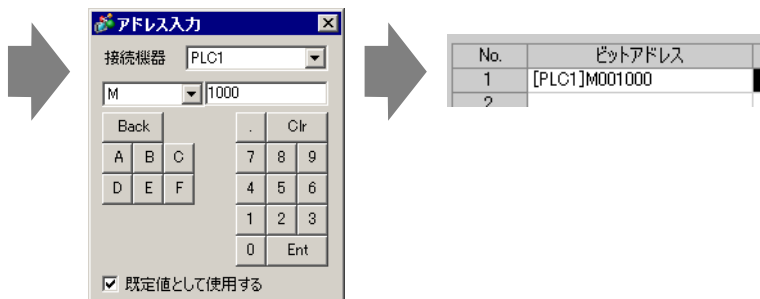 アドレス入力
接続機器 PLC1
M 1000
Back . Clr
A B C 7 8 9
D E F 4 5 6
1 2 3
0 Ent
既定値として使用する
No. ビットアドレス
1 [PLC1]M001000
2